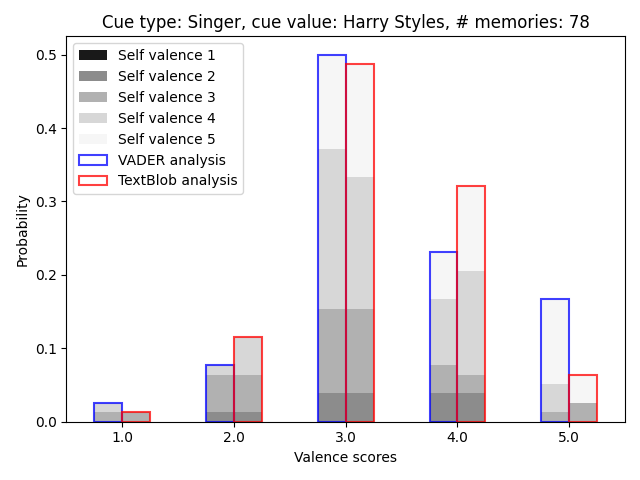 Cue type: Singer, cue value: Harry Styles, # memories: 78
Probability
0.5
0.4
0.3
0.2
0.1
0.0
Self valence 1
Self valence 2
Self valence 3
Self valence 4
Self valence 5
VADER analysis
TextBlob analysis
1.0 2.0 3.0 4.0 5.0
Valence scores